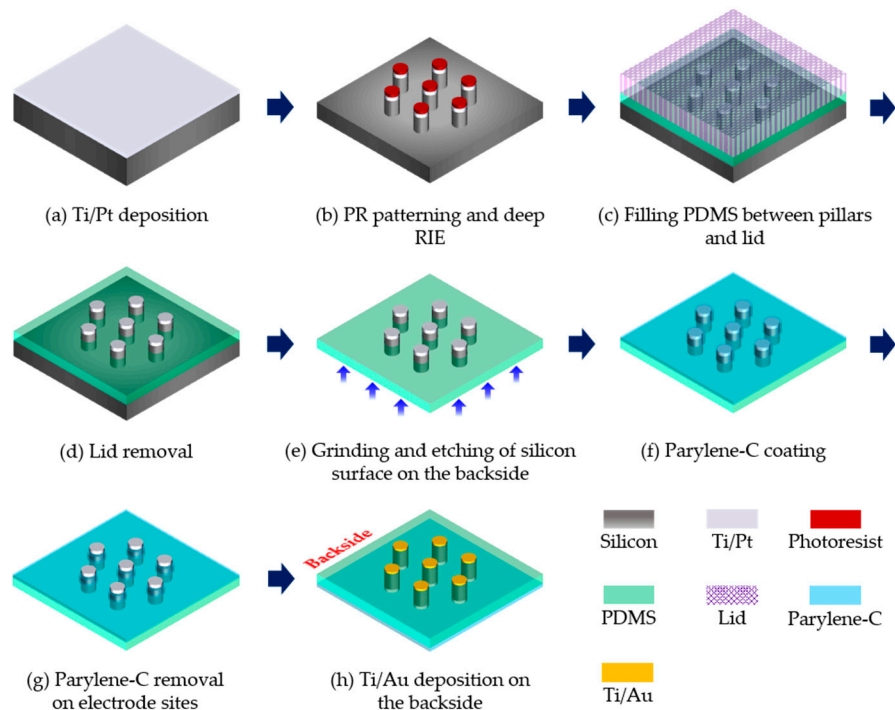 (a) Ti/Pt deposition
(b) PR patterning and deep
RIE
(c) Filling PDMS between pillars
and lid
(d) Lid removal
(e) Grinding and etching of silicon
surface on the backside
(f) Parylene-C coating
Silicon
Ti/Pt
Photoresist
PDMS
Lid
Parylene-C
Ti/Au
Backside
(g) Parylene-C removal
on electrode sites
(h) Ti/Au deposition on
the backside